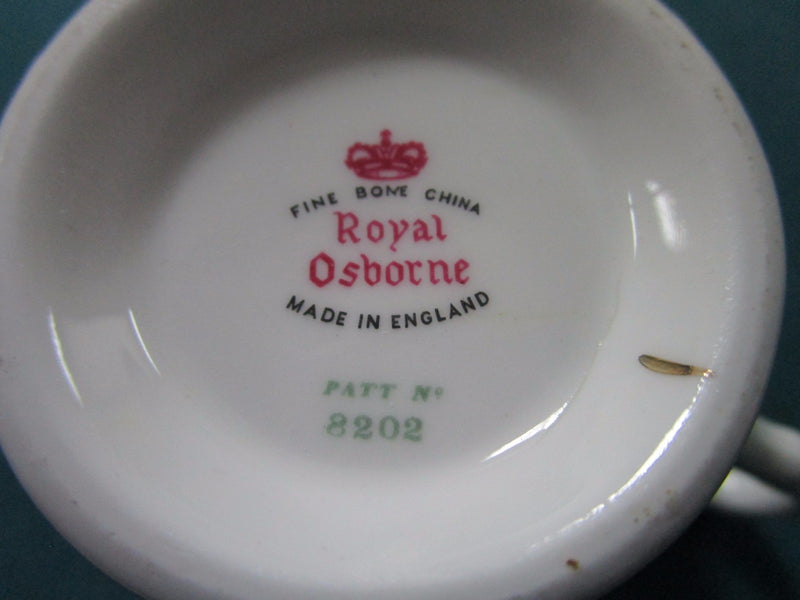 FINE BONE CHINA
Royal
Osborne
MADE IN ENGLAND
PATT Nº
8202